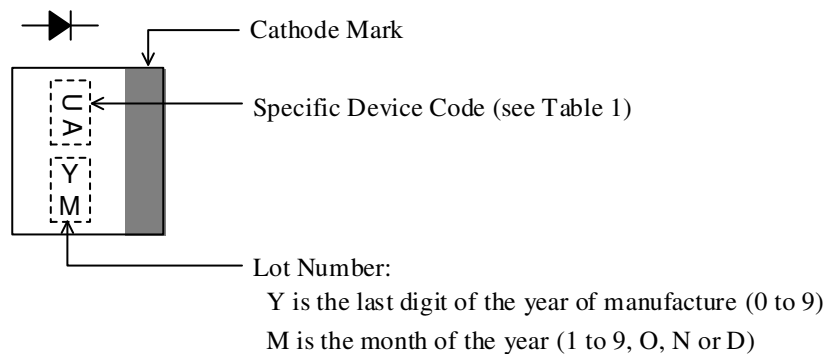 Cathode Mark
U
A
Specific Device Code (see Table 1)
Y
M
Lot Number:
Y is the last digit of the year of manufacture (0 to 9)
M is the month of the year (1 to 9, O, N or D)